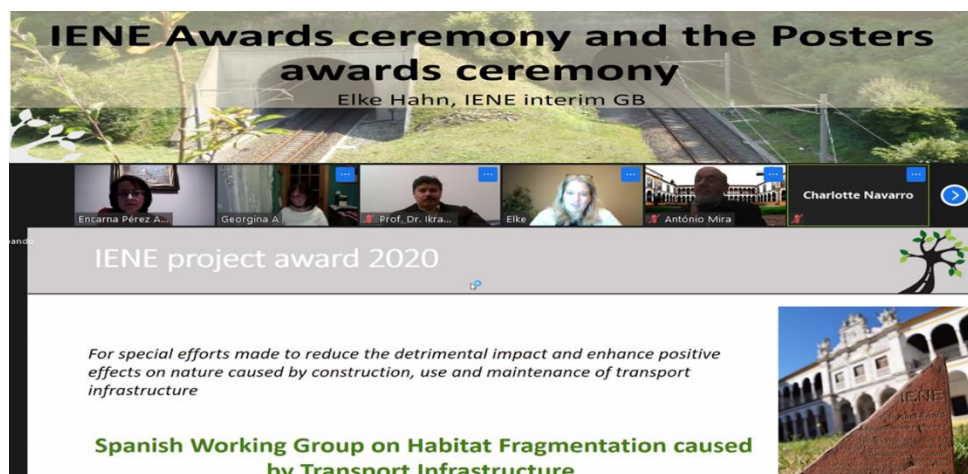 IENE Awards ceremony and the Posters
awards ceremony
Elke Hahn, IENE interim GB
Encarna Pérez A...
Georgina A
Prof. Dr. Ikra...
Elke
António Mira
Charlotte Navarro
IENE project award 2020
For special efforts made to reduce the detrimental impact and enhance positive
effects on nature caused by construction, use and maintenance of transport
infrastructure
Spanish Working Group on Habitat Fragmentation caused
by Transport Infrastructure
IENE